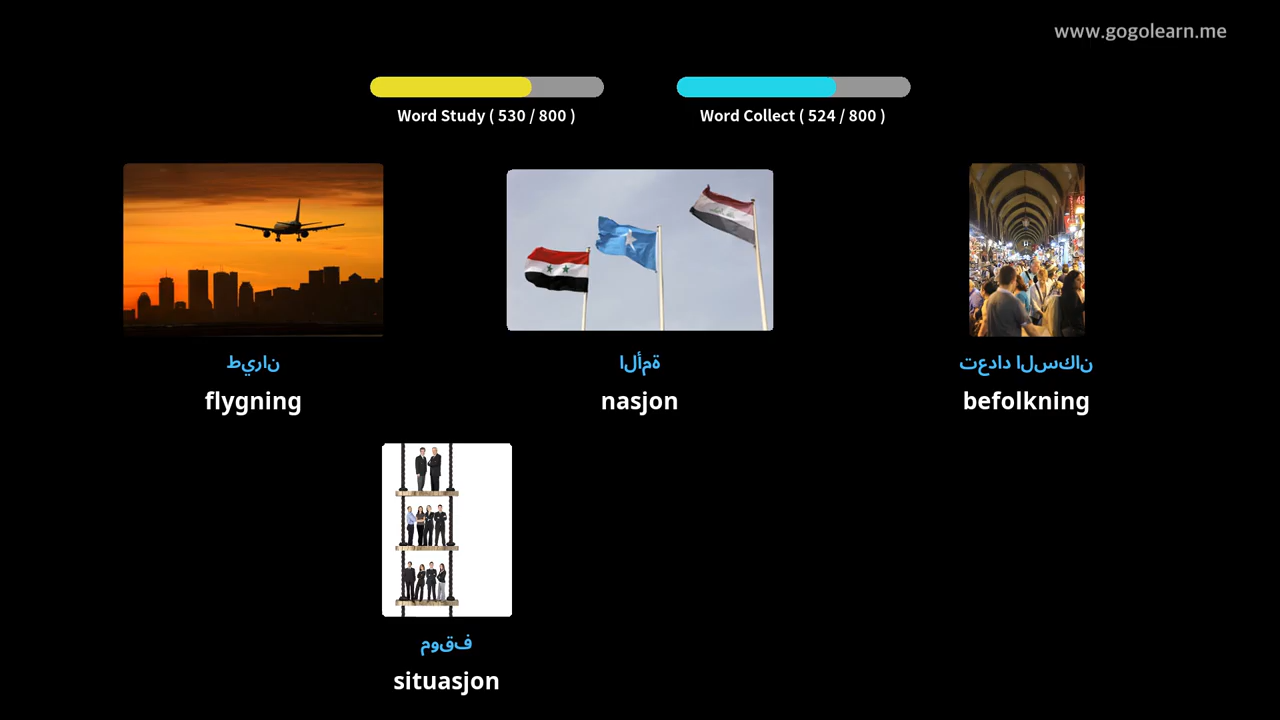 www.gogolearn.me
Word Study ( 530 / 800 )
Word Collect ( 524 / 800 )
طيران
flygning
الأمة
nasjon
تعداد السكان
befolkning
موقف
situasjon